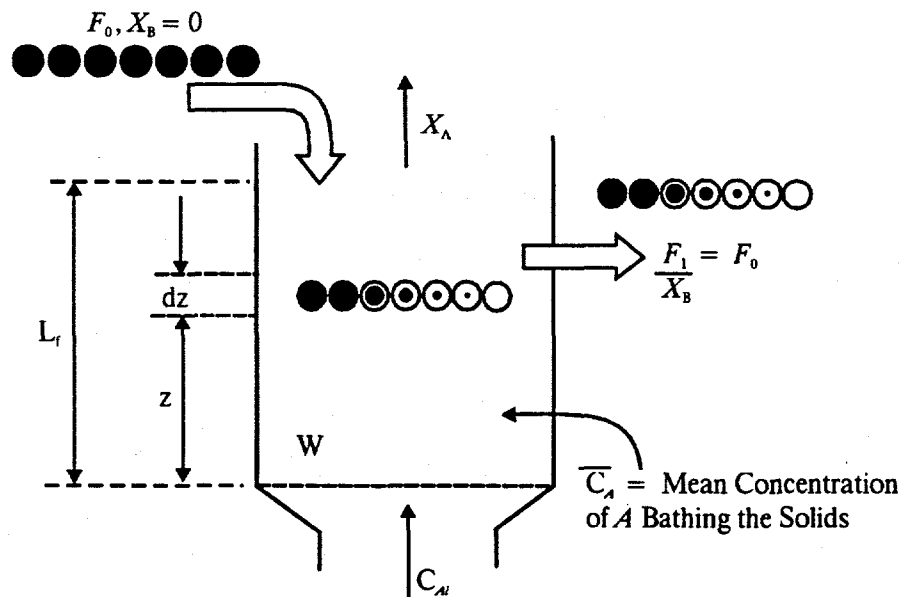 F₀, X_B = 0
X_A
F₁ = F₀
X̄_B
dz
L_f
z
W
C̄_A = Mean Concentration
of A Bathing the Solids
C_Ai